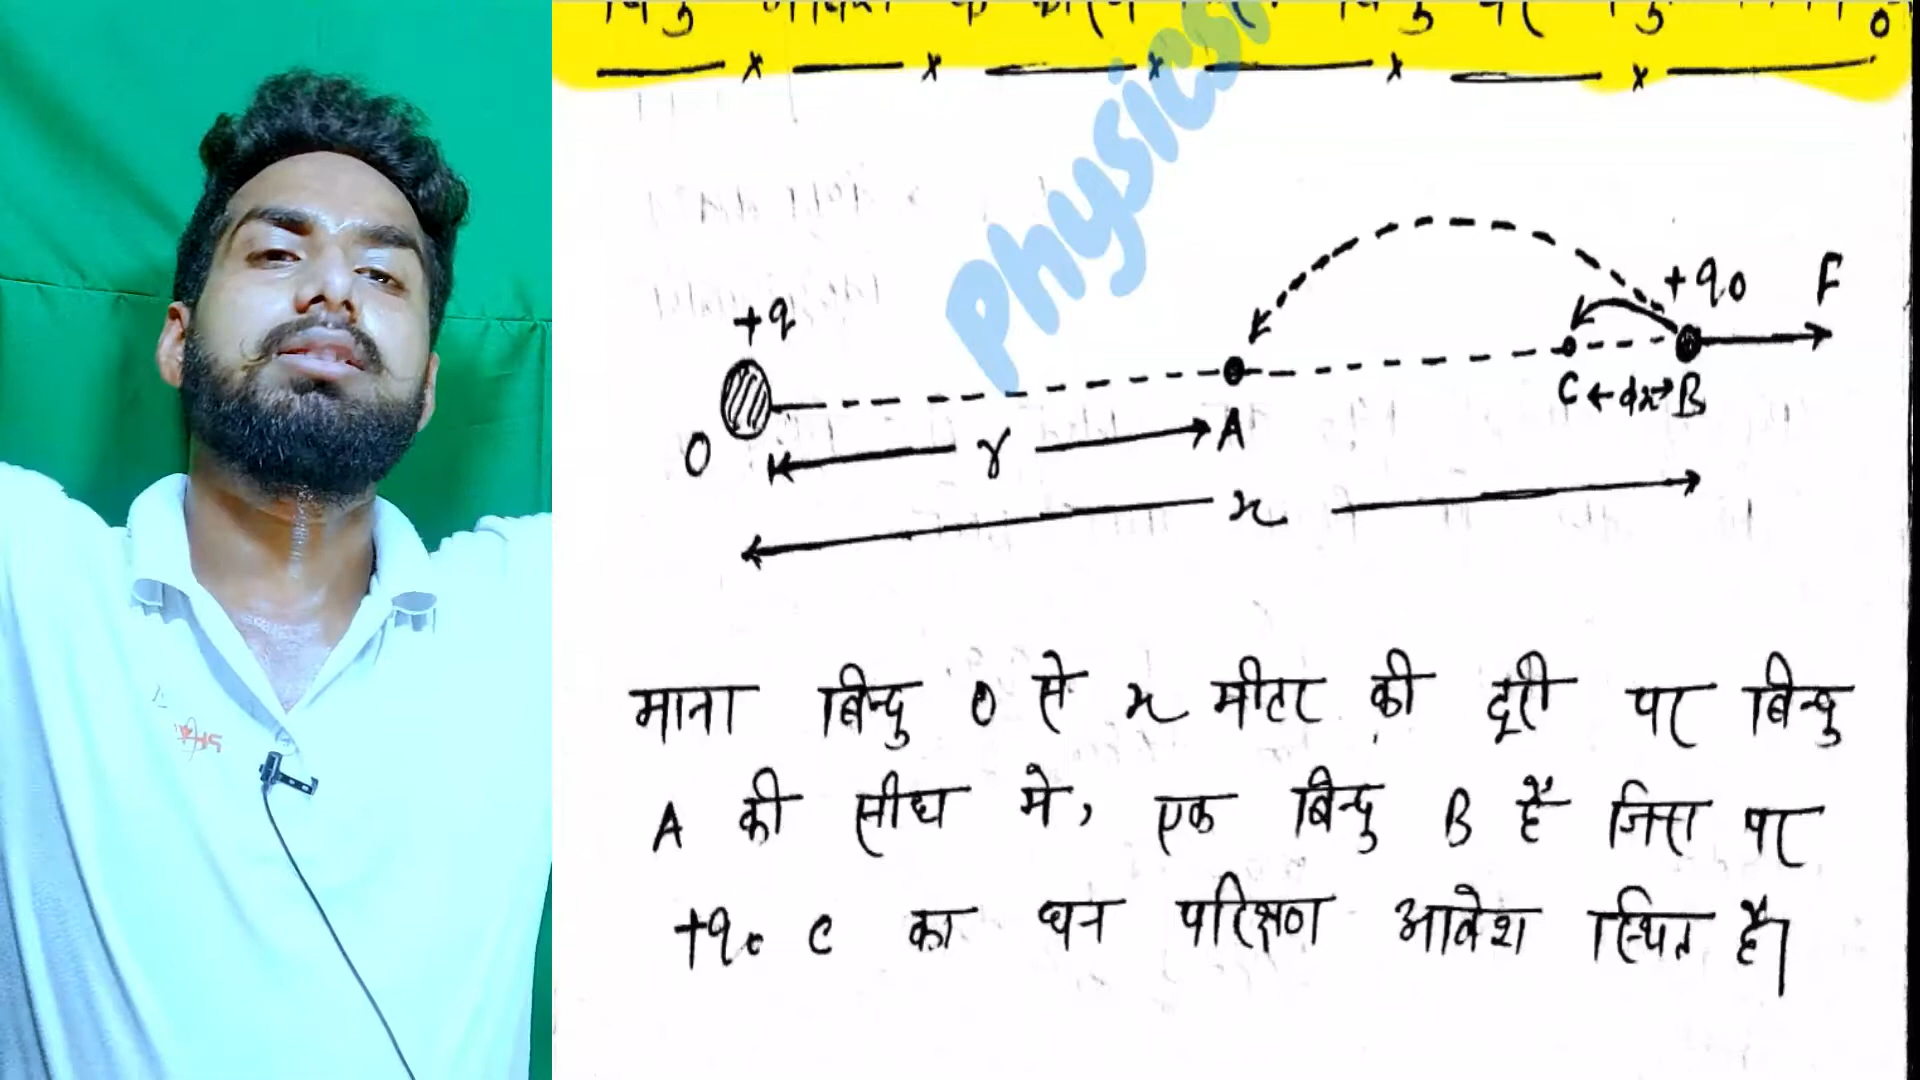 Physics
+q
+q0
F
O
r
A
C
dx
B
x
माना बिन्दु O से x मीटर की दूरी पर बिन्दु
A की सीध मे, एक बिन्दु B है जिस पर
+q0 C का धन परिक्षण आवेश स्थित है।